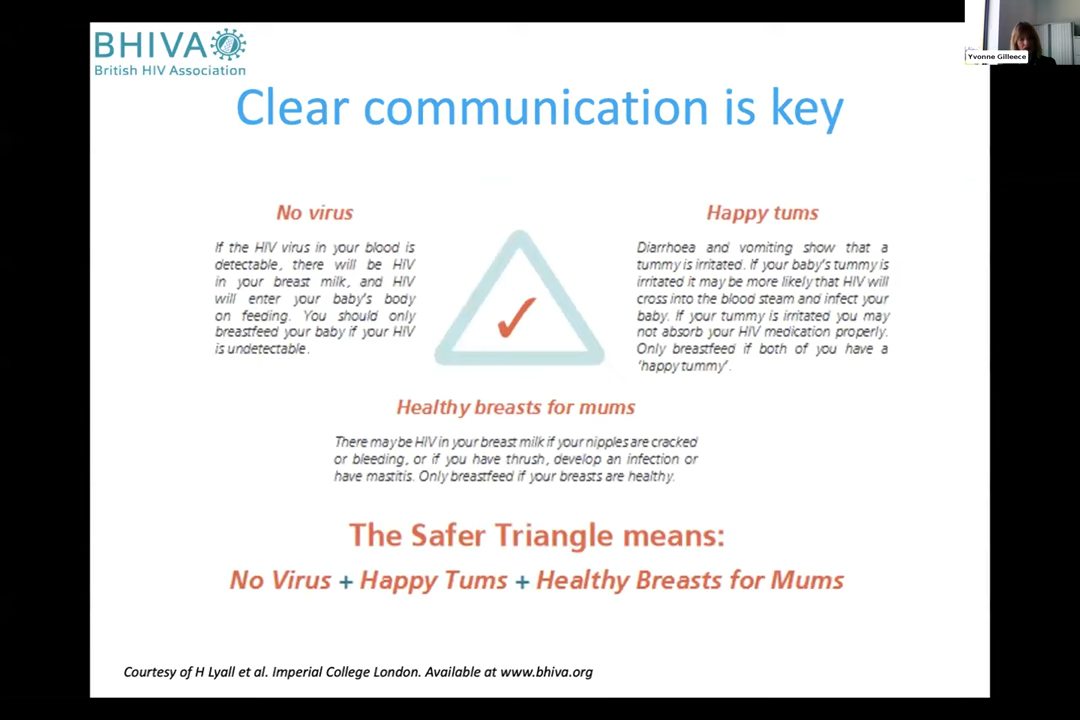 BHIVA
British HIV Association
Yvonne Gilleece
Clear communication is key
No virus
If the HIV virus in your blood is
detectable, there will be HIV
in your breast milk, and HIV
will enter your baby's body
on feeding. You should only
breastfeed your baby if your HIV
is undetectable.
Happy tums
Diarrhoea and vomiting show that a
tummy is irritated. If your baby's tummy is
irritated it may be more likely that HIV will
cross into the blood steam and infect your
baby. If your tummy is irritated you may
not absorb your HIV medication properly.
Only breastfeed if both of you have a
'happy tummy'.
Healthy breasts for mums
There may be HIV in your breast milk if your nipples are cracked
or bleeding, or if you have thrush, develop an infection or
have mastitis. Only breastfeed if your breasts are healthy.
The Safer Triangle means:
No Virus + Happy Tums + Healthy Breasts for Mums
Courtesy of H Lyall et al. Imperial College London. Available at www.bhiva.org